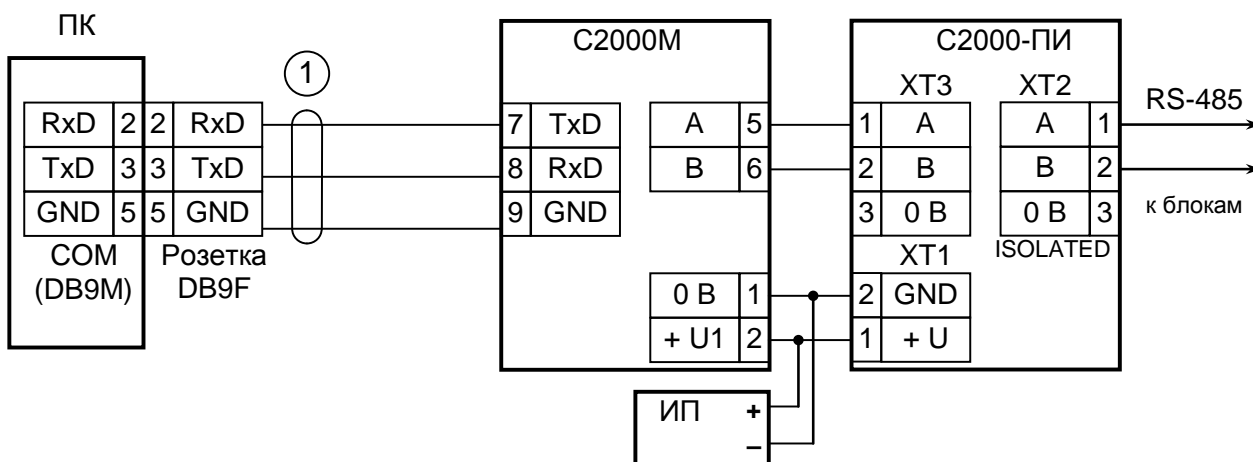 ПК
1
RxD 2 2 RxD
TxD 3 3 TxD
GND 5 5 GND
COM
(DB9M)
Розетка
DB9F
С2000М
7 TxD
8 RxD
9 GND
A 5
B 6
0 В 1
+ U1 2
С2000-ПИ
XT3
1 A
2 B
3 0 В
XT1
2 GND
1 + U
XT2
A 1
B 2
0 В 3
ISOLATED
RS-485
к блокам
ИП +
–